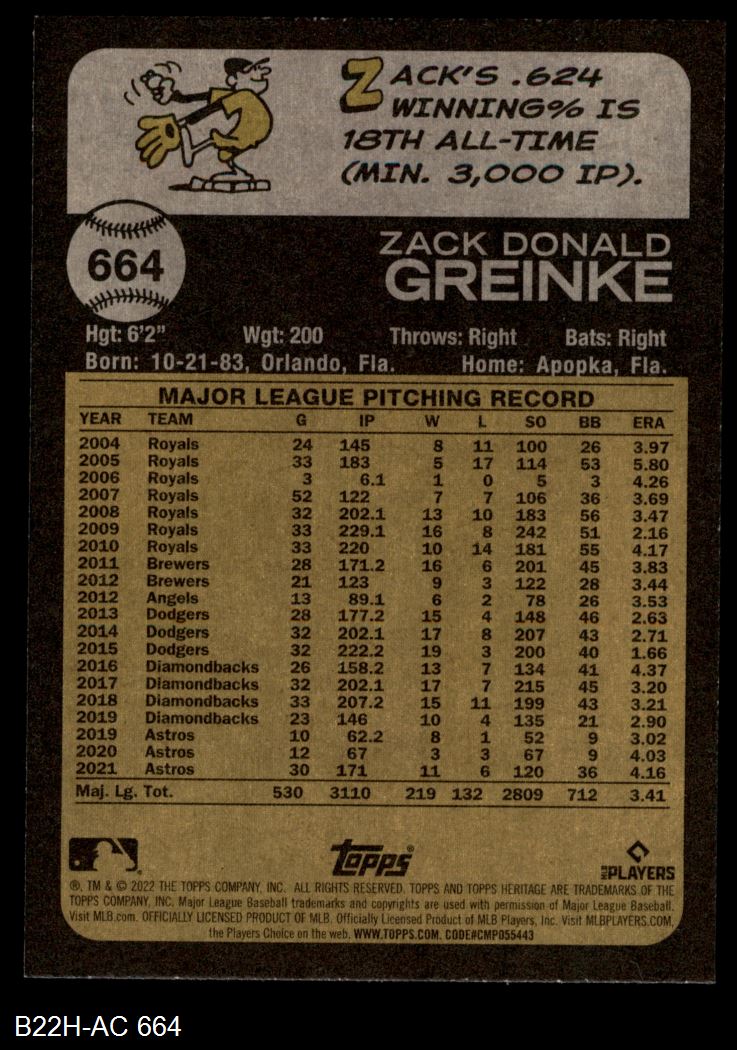 ZACK'S .624
WINNING% IS
18TH ALL-TIME
(MIN. 3,000 IP).
664
ZACK DONALD
GREINKE
Hgt: 6'2" Wgt: 200 Throws: Right Bats: Right
Born: 10-21-83, Orlando, Fla. Home: Apopka, Fla.
MAJOR LEAGUE PITCHING RECORD
YEAR TEAM G IP W L SO BB ERA
2004 Royals 24 145 8 11 100 26 3.97
2005 Royals 33 183 5 17 114 53 5.80
2006 Royals 3 6.1 1 0 5 3 4.26
2007 Royals 52 122 7 7 106 36 3.69
2008 Royals 32 202.1 13 10 183 56 3.47
2009 Royals 33 229.1 16 8 242 51 2.16
2010 Royals 33 220 10 14 181 55 4.17
2011 Brewers 28 171.2 16 6 201 45 3.83
2012 Brewers 21 123 9 3 122 28 3.44
2012 Angels 13 89.1 6 2 78 26 3.53
2013 Dodgers 28 177.2 15 4 148 46 2.63
2014 Dodgers 32 202.1 17 8 207 43 2.71
2015 Dodgers 32 222.2 19 3 200 40 1.66
2016 Diamondbacks 26 158.2 13 7 134 41 4.37
2017 Diamondbacks 32 202.1 17 7 215 45 3.20
2018 Diamondbacks 33 207.2 15 11 199 43 3.21
2019 Diamondbacks 23 146 10 4 135 21 2.90
2019 Astros 10 62.2 8 1 52 9 3.02
2020 Astros 12 67 3 3 67 9 4.03
2021 Astros 30 171 11 6 120 36 4.16
Maj. Lg. Tot. 530 3110 219 132 2809 712 3.41
Topps®
MLB PLAYERS
®, TM & © 2022 THE TOPPS COMPANY, INC. ALL RIGHTS RESERVED. TOPPS AND TOPPS HERITAGE ARE TRADEMARKS OF THE
TOPPS COMPANY, INC. Major League Baseball trademarks and copyrights are used with permission of Major League Baseball.
Visit MLB.com. OFFICIALLY LICENSED PRODUCT OF MLB. Officially Licensed Product of MLB Players, Inc. Visit MLBPLAYERS.COM,
the Players Choice on the web. WWW.TOPPS.COM. CODE#CMP055443
B22H-AC 664